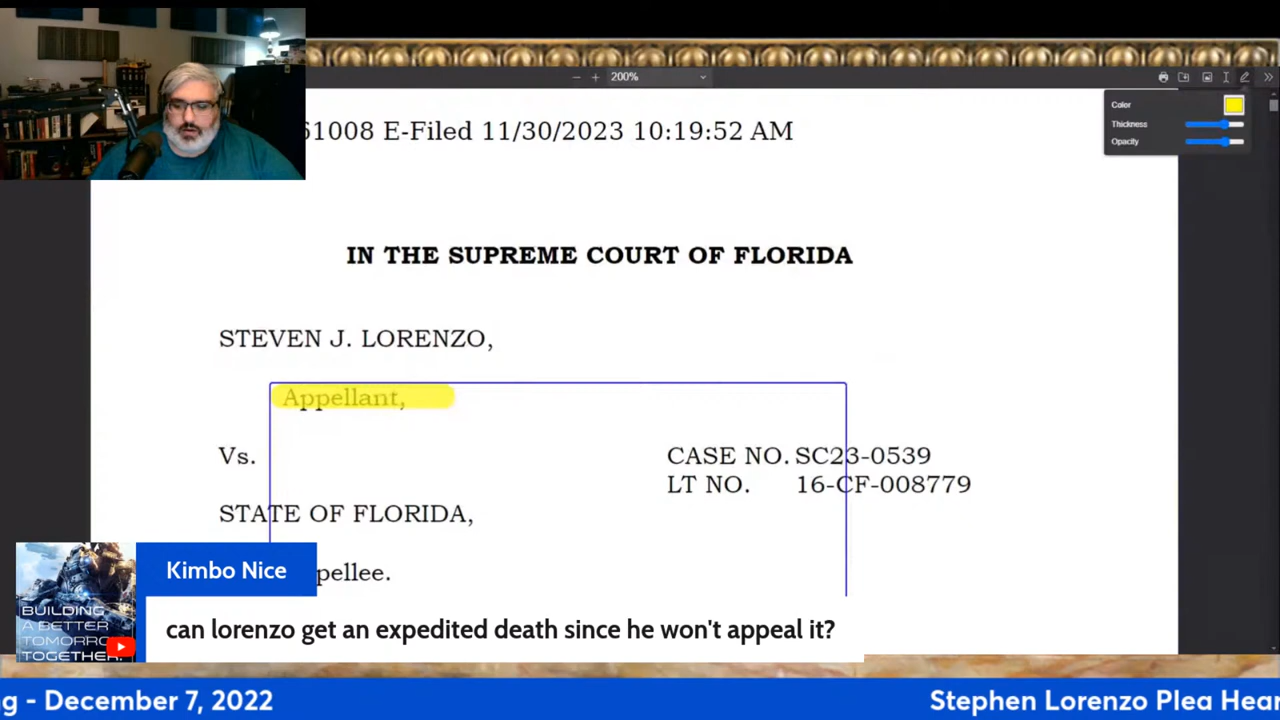 200%
Color
Thickness
Opacity
61008 E-Filed 11/30/2023 10:19:52 AM
IN THE SUPREME COURT OF FLORIDA
STEVEN J. LORENZO,
Appellant,
Vs.
CASE NO. SC23-0539
LT NO. 16-CF-008779
STATE OF FLORIDA,
pellee.
Kimbo Nice
BUILDING
A BETTER
TOMORRO
TOGETHER.
can lorenzo get an expedited death since he won't appeal it?
ng - December 7, 2022
Stephen Lorenzo Plea Hear